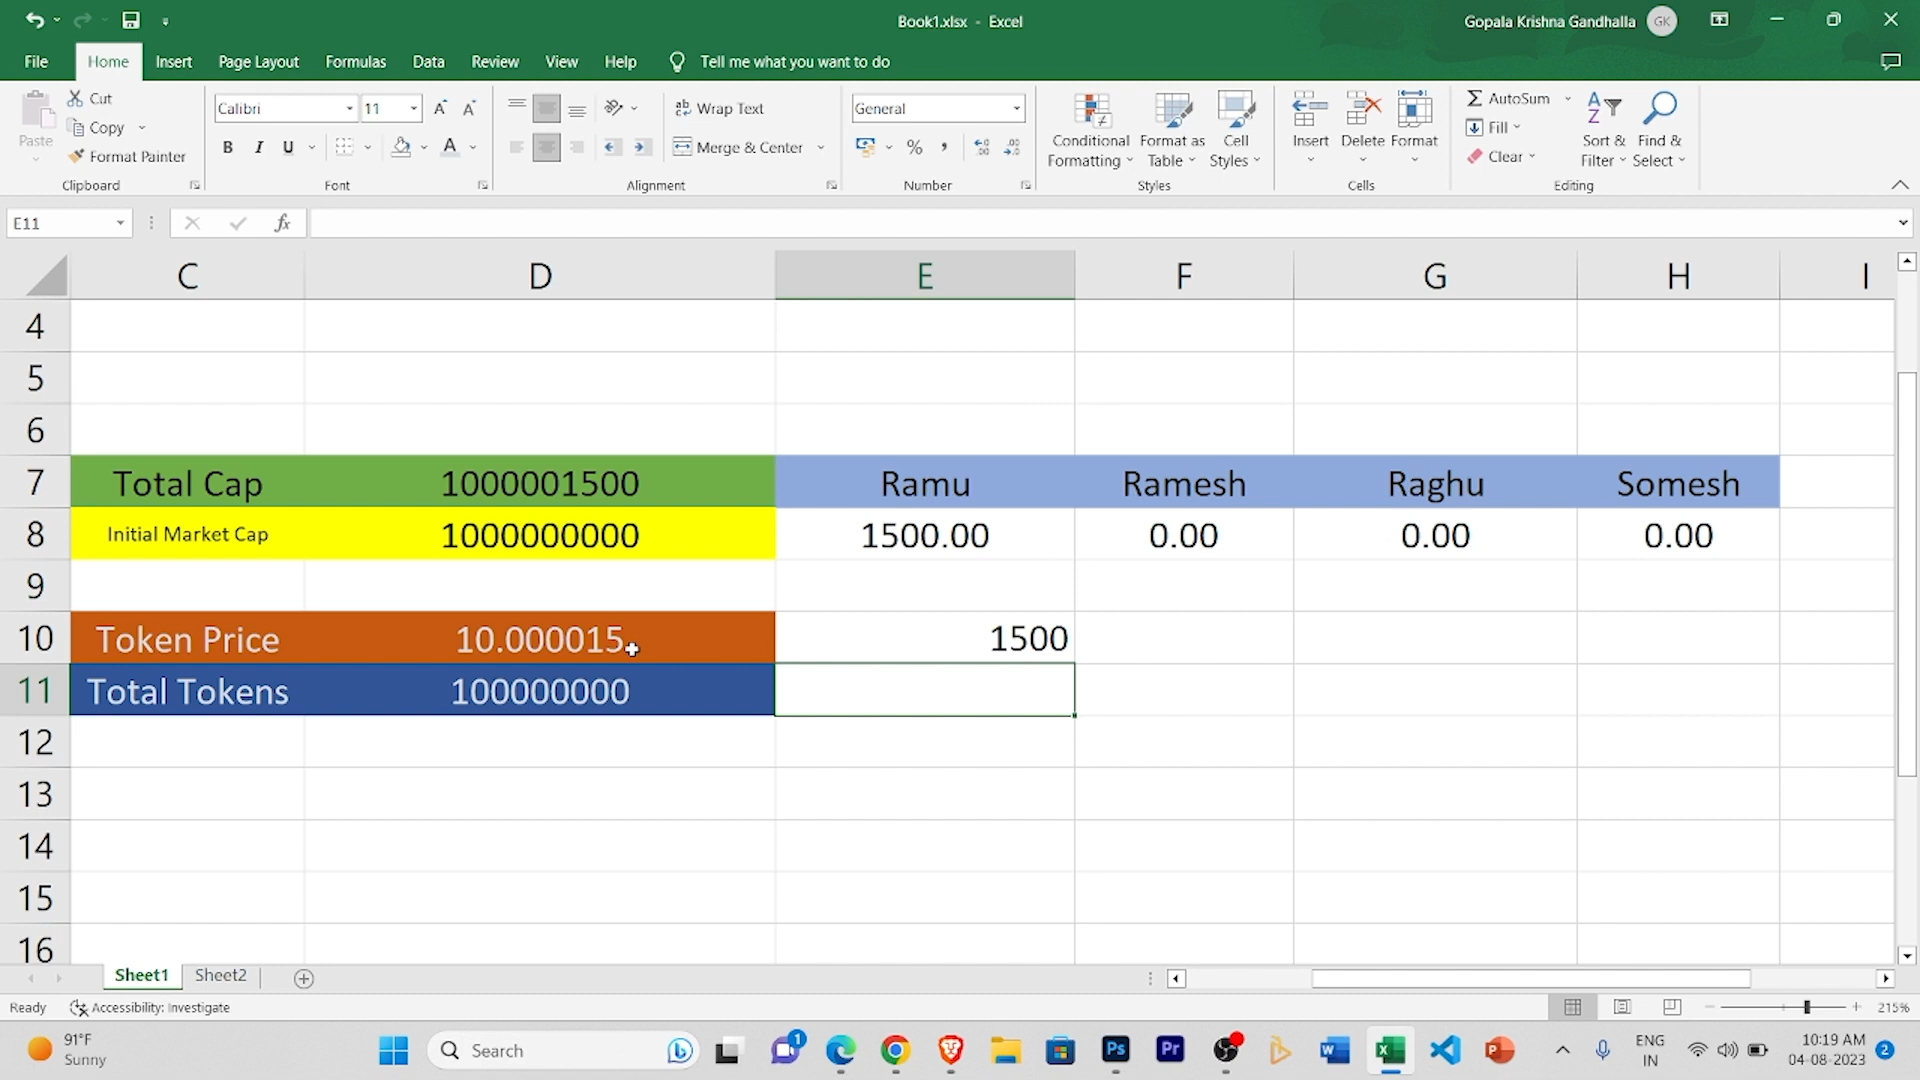 Book1.xlsx - Excel
Gopala Krishna Gandhalla GK
File Home Insert Page Layout Formulas Data Review View Help Tell me what you want to do
Paste
Cut
Copy
Format Painter
Clipboard
Calibri 11
B I U
Font
Wrap Text
Merge & Center
Alignment
General
Number
Conditional Formatting
Format as Table
Cell Styles
Styles
Insert Delete Format
Cells
AutoSum
Fill
Clear
Sort & Filter
Find & Select
Editing
E11 fx
C D E F G H I
4
5
6
7 Total Cap 1000001500 Ramu Ramesh Raghu Somesh
8 Initial Market Cap 1000000000 1500.00 0.00 0.00 0.00
9
10 Token Price 10.000015 1500
11 Total Tokens 100000000
12
13
14
15
16
Sheet1 Sheet2
Ready Accessibility: Investigate 215%
91°F
Sunny
Search
1
Ps Pr
ENG
IN
10:19 AM
04-08-2023
2